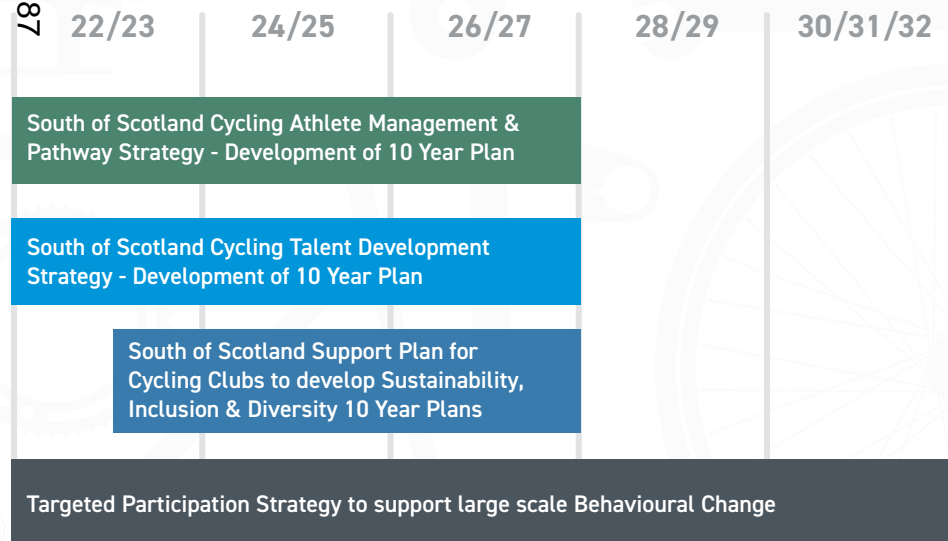 87
22/23 24/25 26/27 28/29 30/31/32
South of Scotland Cycling Athlete Management &
Pathway Strategy - Development of 10 Year Plan
South of Scotland Cycling Talent Development
Strategy - Development of 10 Year Plan
South of Scotland Support Plan for
Cycling Clubs to develop Sustainability,
Inclusion & Diversity 10 Year Plans
Targeted Participation Strategy to support large scale Behavioural Change